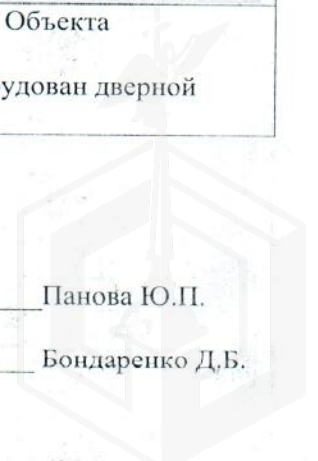 Объекта
удован дверной
Панова Ю.П.
Бондаренко Д.Б.